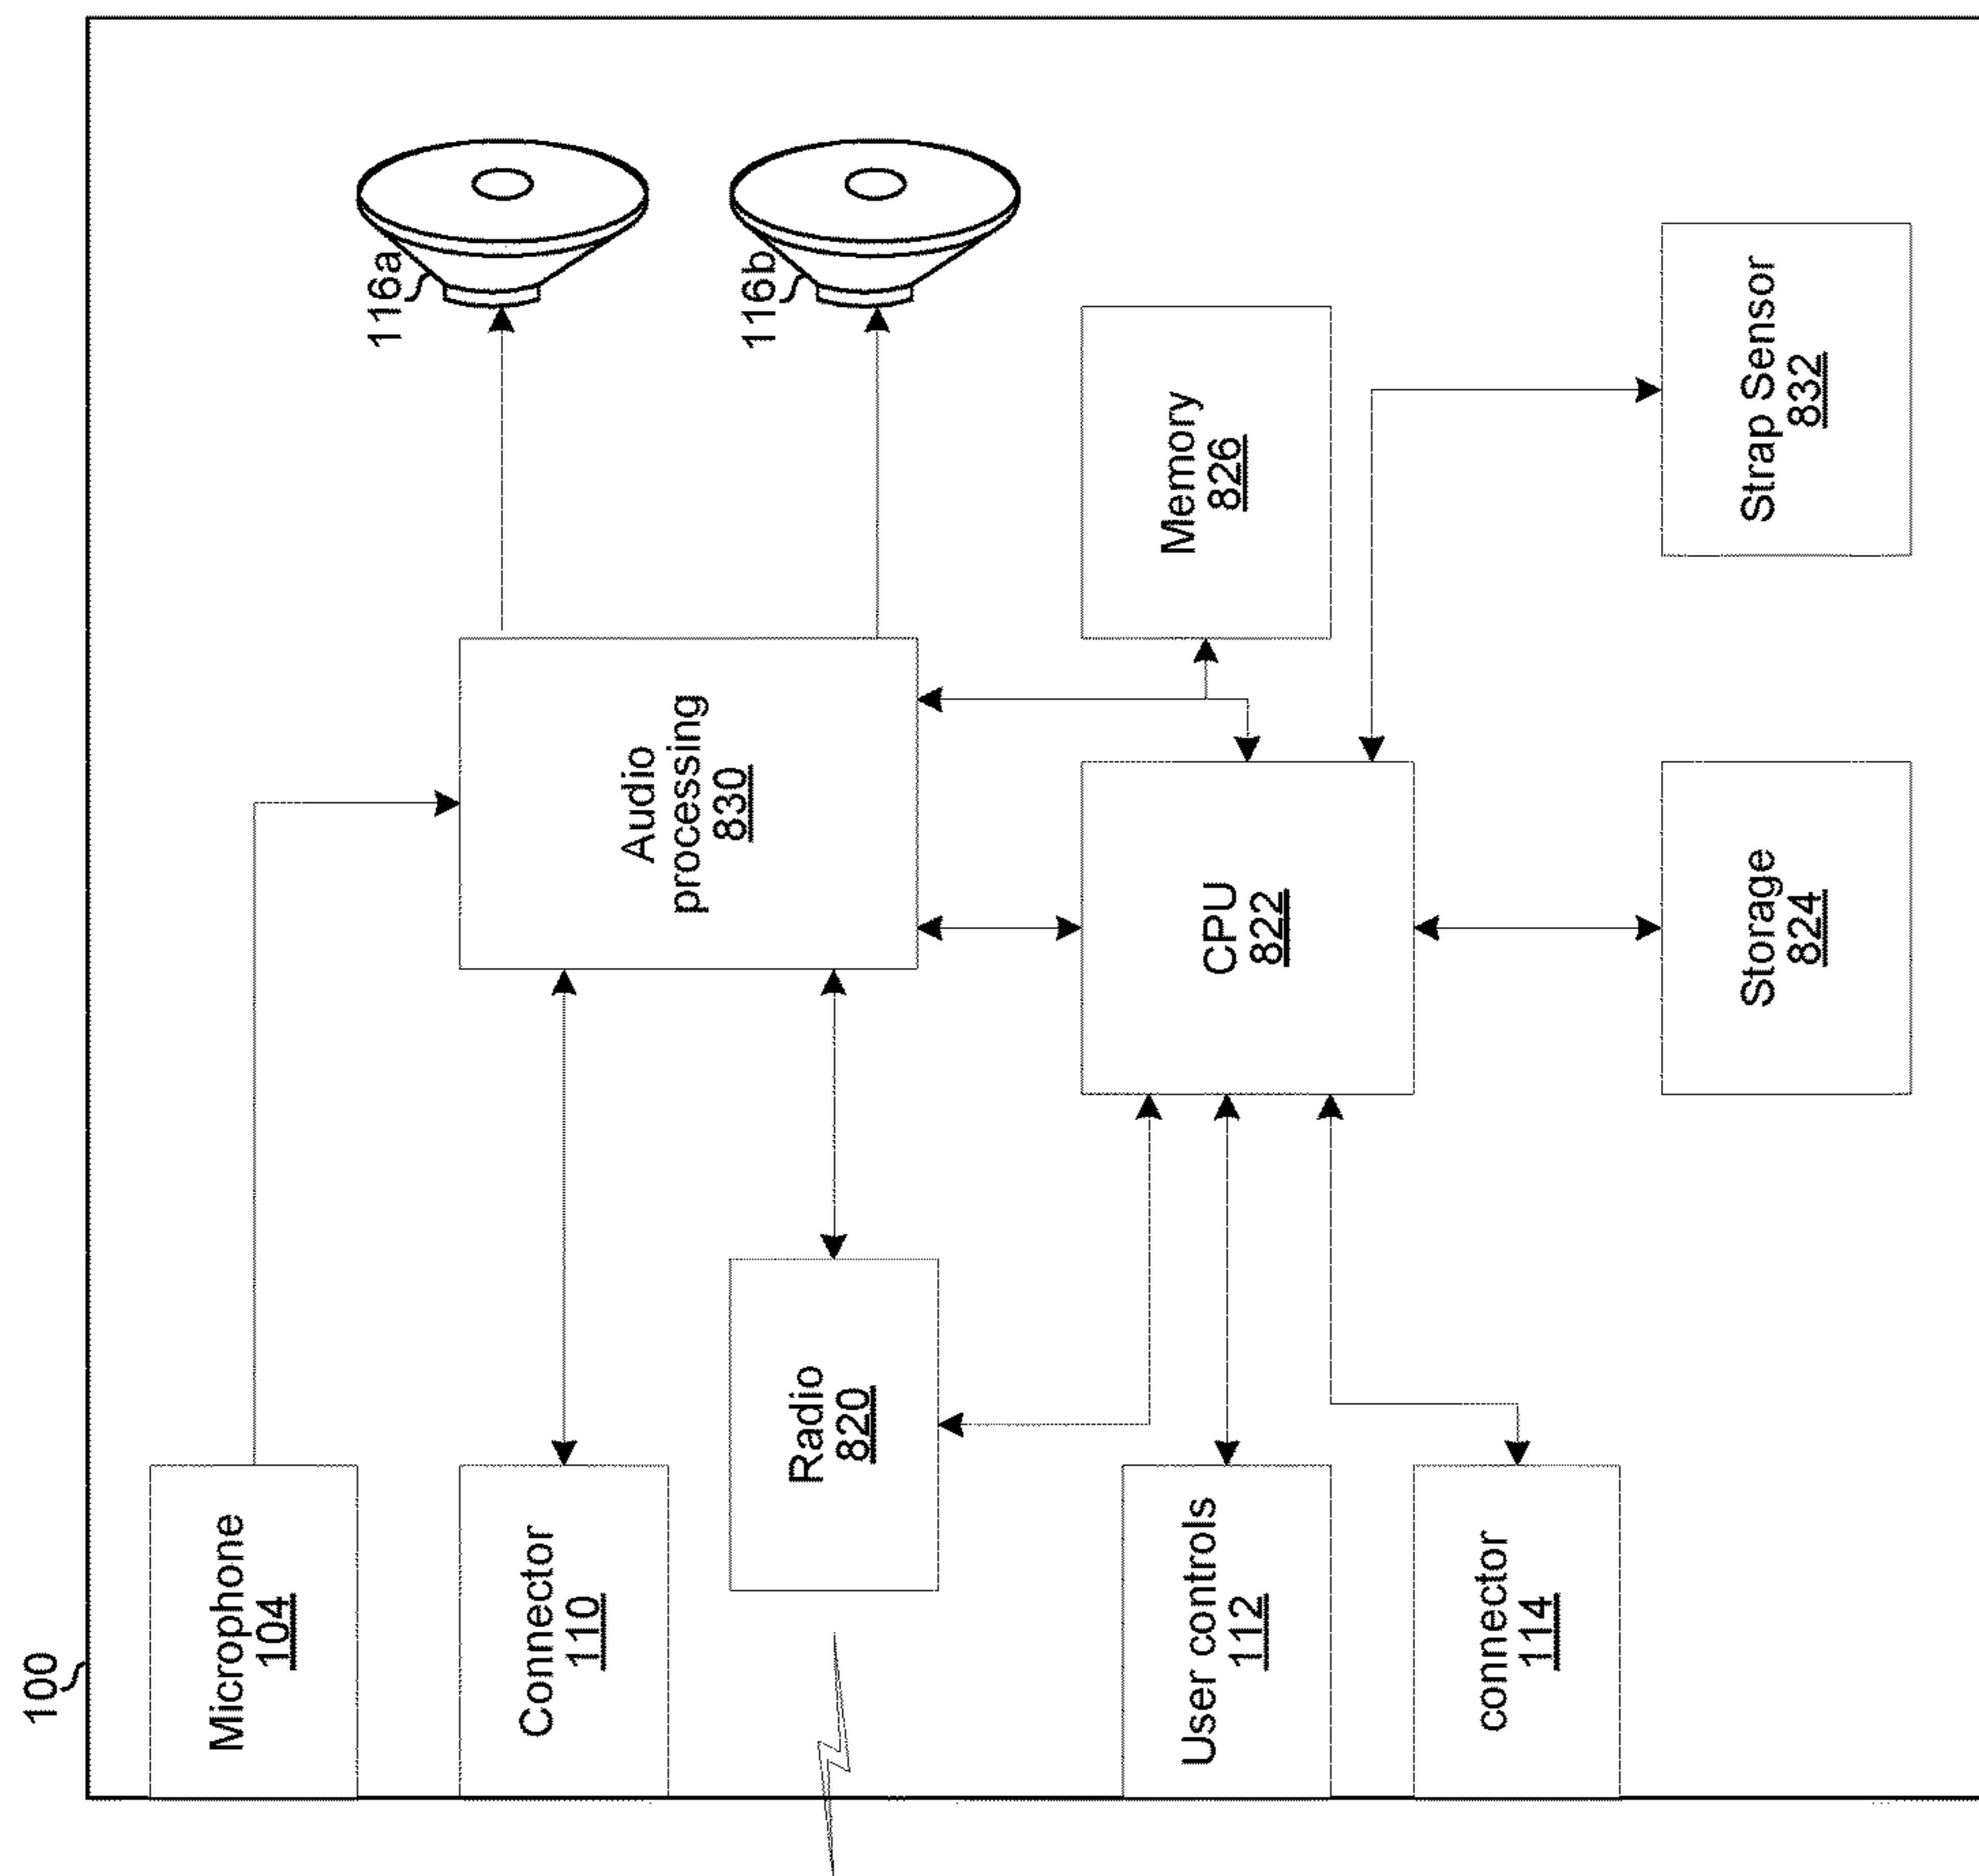 100
Microphone
104
Connector
110
Radio
820
User controls
112
connector
114
Audio
processing
830
CPU
822
Storage
824
116a
116b
Memory
826
Strap Sensor
832